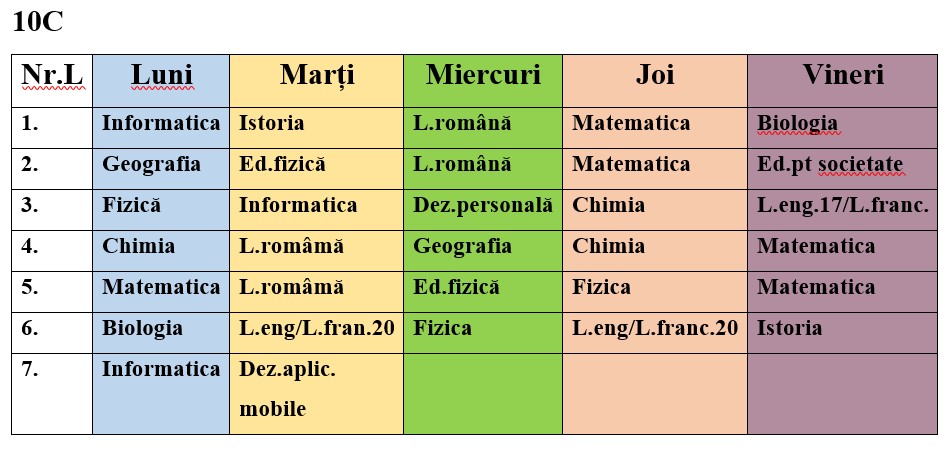 10C
Nr.L Luni Marți Miercuri Joi Vineri
1. Informatica Istoria L.română Matematica Biologia
2. Geografia Ed.fizică L.română Matematica Ed.pt societate
3. Fizică Informatica Dez.personală Chimia L.eng.17/L.franc.
4. Chimia L.romămă Geografia Chimia Matematica
5. Matematica L.romămă Ed.fizică Fizica Matematica
6. Biologia L.eng/L.fran.20 Fizica L.eng/L.franc.20 Istoria
7. Informatica Dez.aplic.
mobile